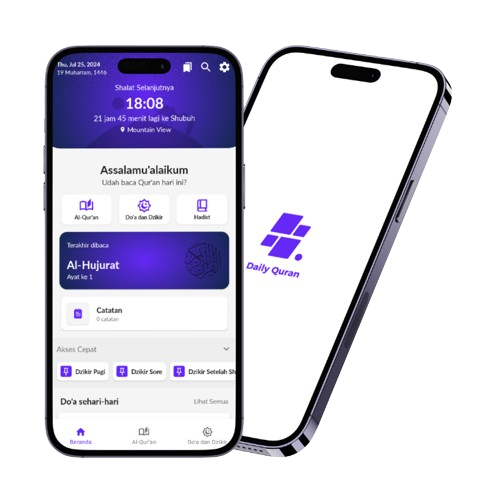 Thu, Jul 25, 2024
19 Muharram, 1446
Shalat Selanjutnya
18:08
21 jam 45 menit lagi ke Shubuh
Mountain View
Assalamu'alaikum
Udah baca Qur'an hari ini?
Al-Qur'an
Do'a dan Dzikir
Hadist
Terakhir dibaca
Al-Hujurat
Ayat ke 1
Catatan
0 catatan
Akses Cepat
Dzikir Pagi
Dzikir Sore
Dzikir Setelah Sh
Do'a sehari-hari
Lihat Semua
Beranda
Al-Qur'an
Do'a dan Dzikir
Daily Quran